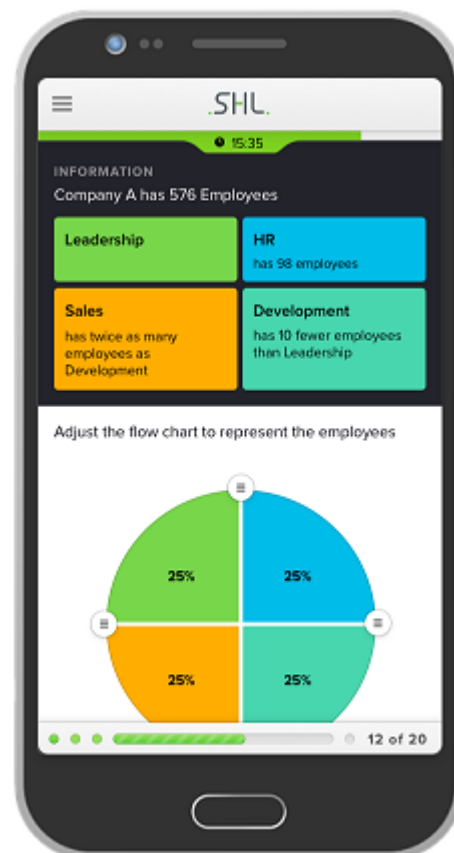 .SHL.
15:35
INFORMATION
Company A has 576 Employees
Leadership
HR
has 98 employees
Sales
has twice as many
employees as
Development
Development
has 10 fewer employees
than Leadership
Adjust the flow chart to represent the employees
25%
25%
25%
25%
12 of 20